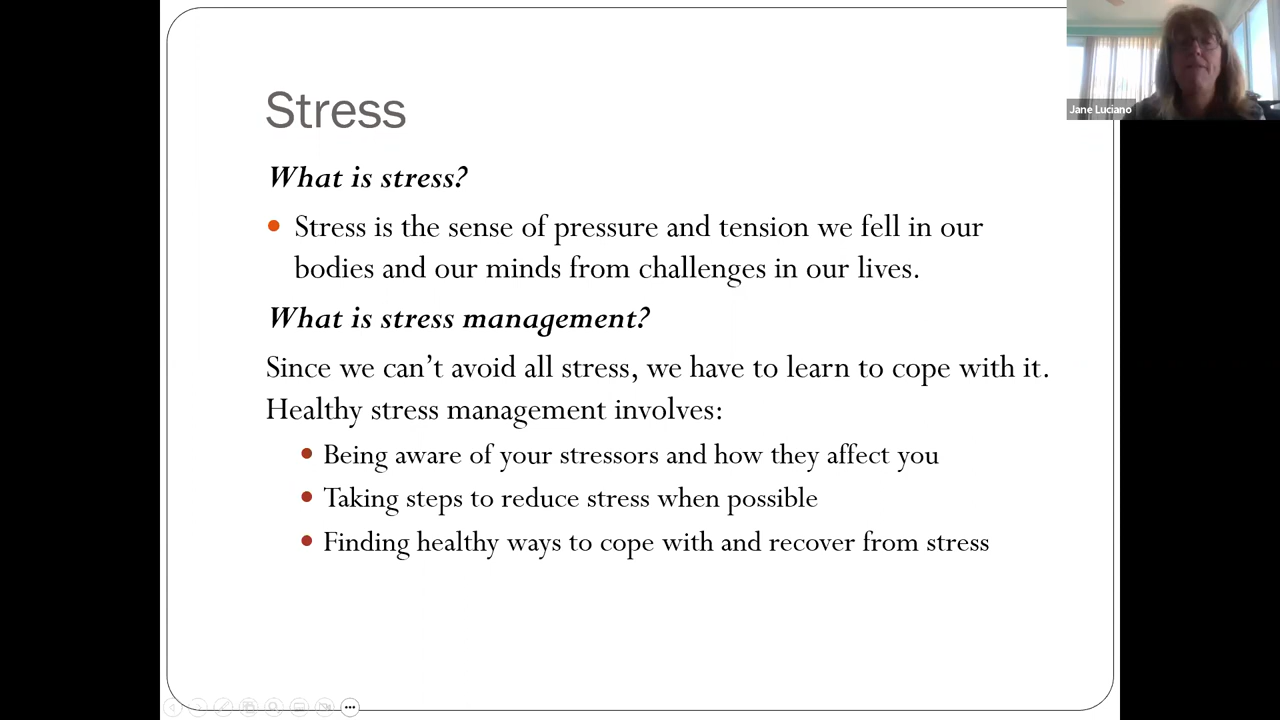 Stress
What is stress?
Stress is the sense of pressure and tension we fell in our
bodies and our minds from challenges in our lives.
What is stress management?
Since we can’t avoid all stress, we have to learn to cope with it.
Healthy stress management involves:
Being aware of your stressors and how they affect you
Taking steps to reduce stress when possible
Finding healthy ways to cope with and recover from stress
Jane Luciano